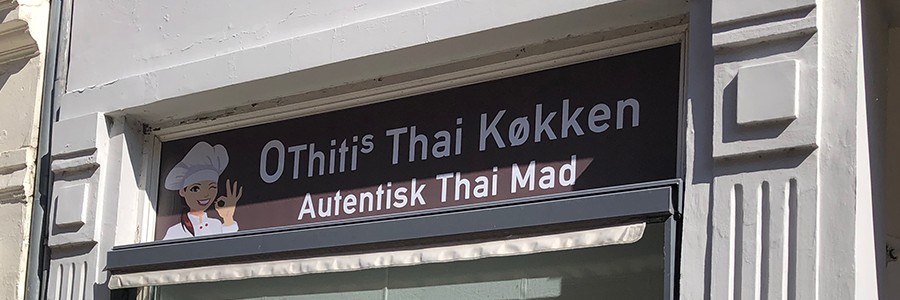 OThitis Thai Køkken
Autentisk Thai Mad